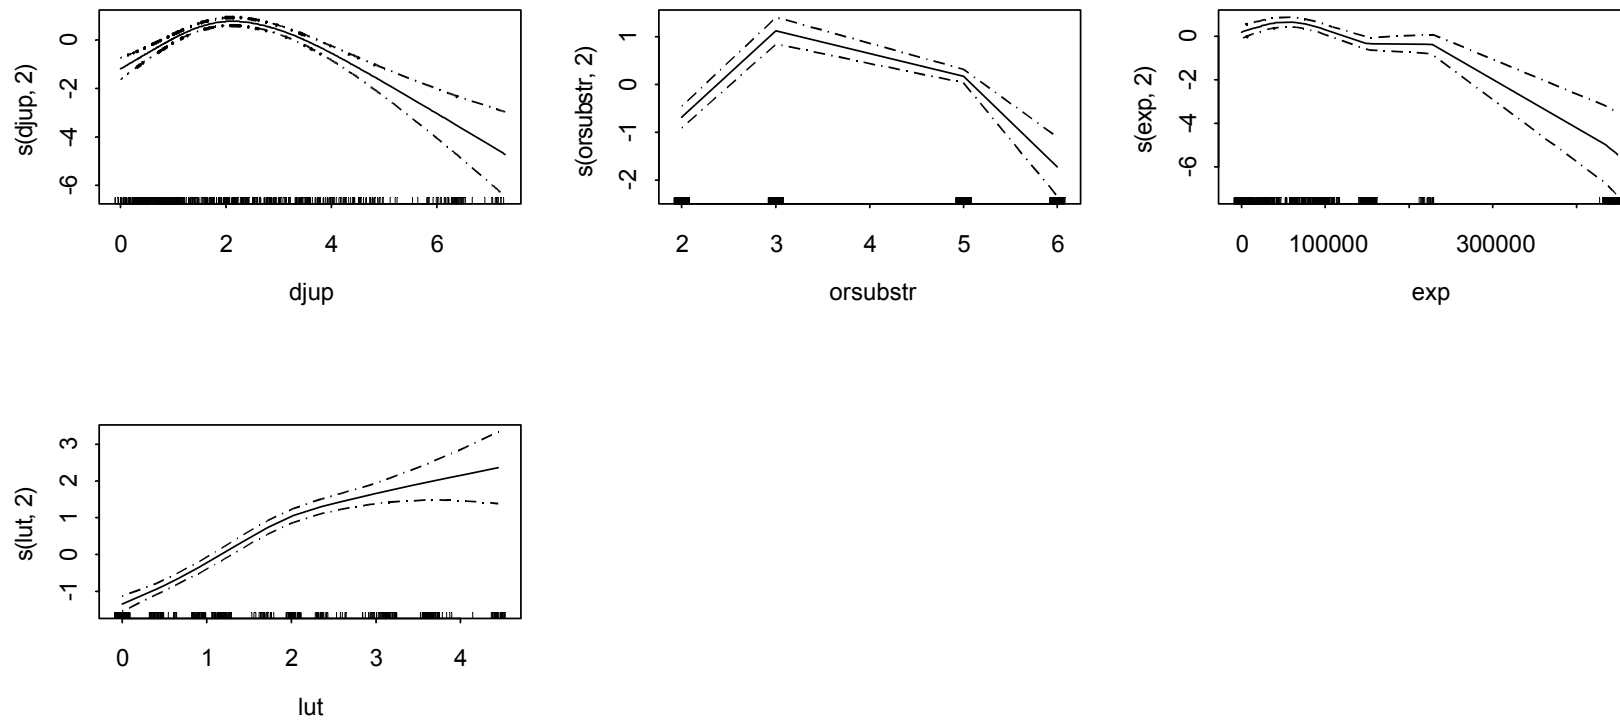 s(djup, 2)
0
-2
-4
-6
0 2 4 6
djup
s(orsubstr, 2)
1
0
-1
-2
2 3 4 5 6
orsubstr
s(exp, 2)
0
-2
-4
-6
0 100000 300000
exp
s(lut, 2)
3
2
1
0
-1
0 1 2 3 4
lut